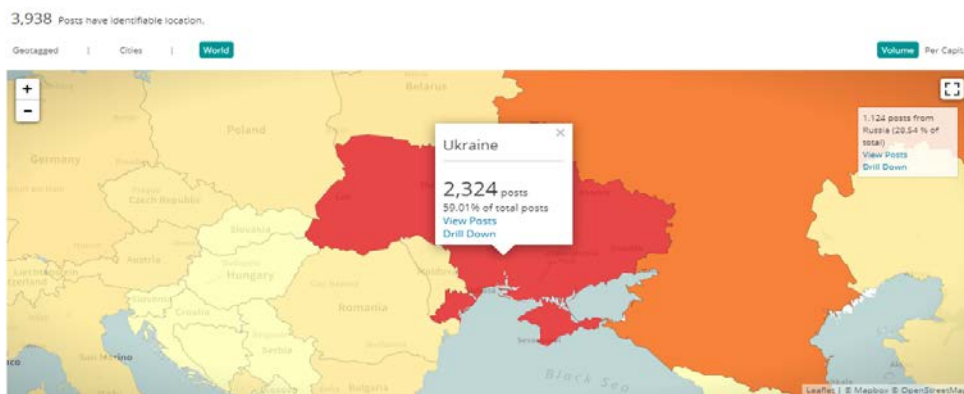 3,938 Posts have identifiable location.
Geotagged | Cities | World
Volume Per Capit
+
−
Belarus
Poland
Germany
Ukraine
×
2,324 posts
59.01% of total posts
View Posts
Drill Down
1,124 posts from
Russia (28.54 % of
total)
View Posts
Drill Down
Czech Republic
Slovakia
Austria
Hungary
Romania
Slovenia
Croatia
Serbia
San Marino
Bulgaria
Black Sea
Leaflet | © Mapbox © OpenStreetMap